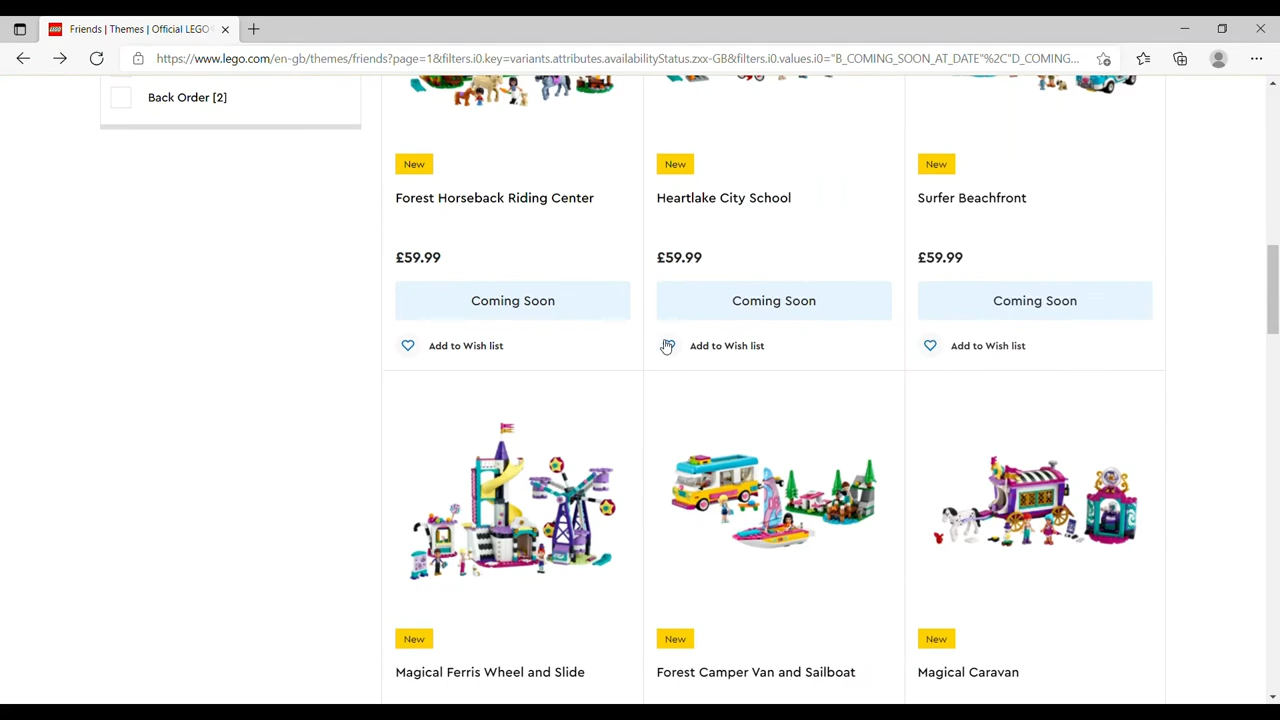 Friends | Themes | Official LEGO
https://www.lego.com/en-gb/themes/friends?page=1&filters.i0.key=variants.attributes.availabilityStatus.zxx-GB&filters.i0.values.i0="B_COMING_SOON_AT_DATE"%2C"D_COMING...
Back Order [2]
New
New
New
Forest Horseback Riding Center
Heartlake City School
Surfer Beachfront
£59.99
£59.99
£59.99
Coming Soon
Coming Soon
Coming Soon
Add to Wish list
Add to Wish list
Add to Wish list
New
New
New
Magical Ferris Wheel and Slide
Forest Camper Van and Sailboat
Magical Caravan